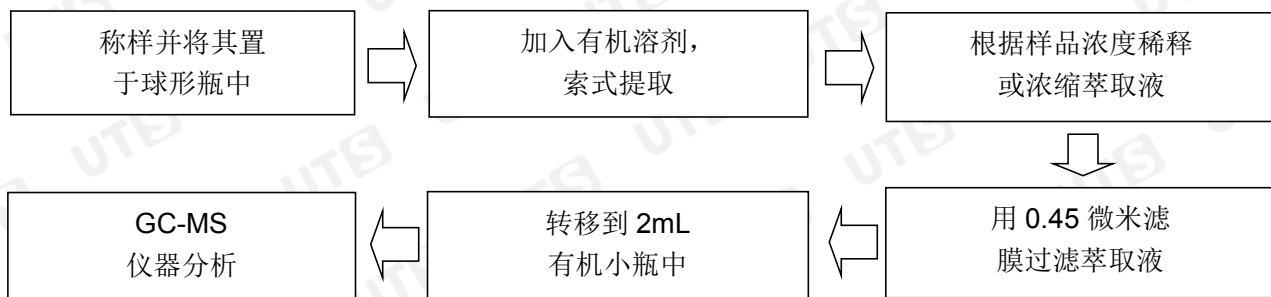 称样并将其置
于球形瓶中
加入有机溶剂，
索式提取
根据样品浓度稀释
或浓缩萃取液
用 0.45 微米滤
膜过滤萃取液
转移到 2mL
有机小瓶中
GC-MS
仪器分析